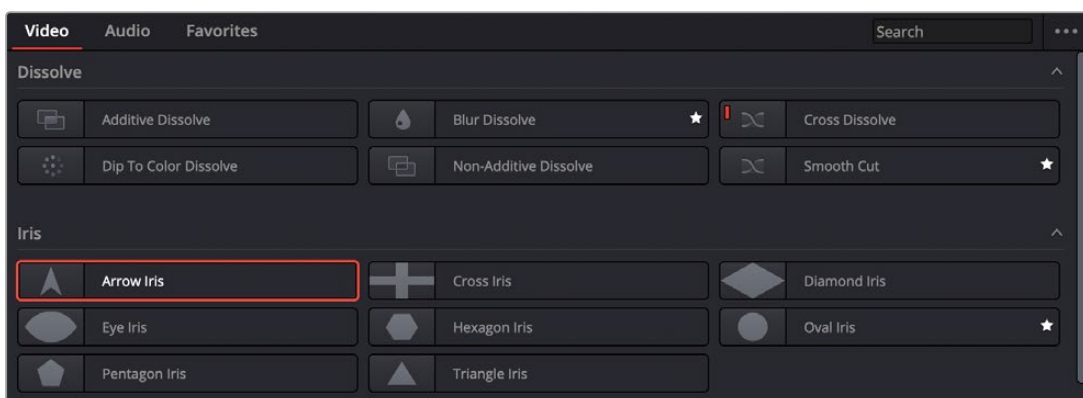 Video Audio Favorites Search
Dissolve
Additive Dissolve Blur Dissolve Cross Dissolve
Dip To Color Dissolve Non-Additive Dissolve Smooth Cut
Iris
Arrow Iris Cross Iris Diamond Iris
Eye Iris Hexagon Iris Oval Iris
Pentagon Iris Triangle Iris